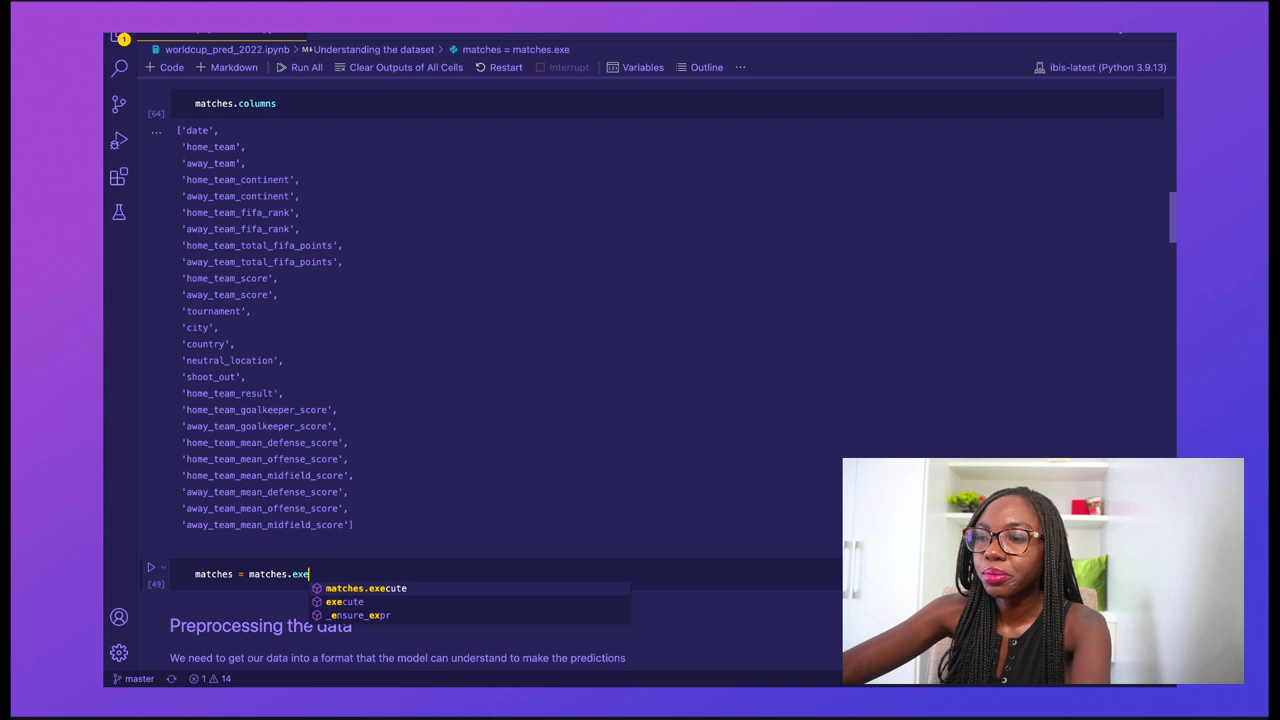 1
worldcup_pred_2022.ipynb > M↓Understanding the dataset > matches = matches.exe
+ Code + Markdown Run All Clear Outputs of All Cells Restart Interrupt Variables Outline ··· ibis-latest (Python 3.9.13)
matches.columns
[64]
... ['date',
'home_team',
'away_team',
'home_team_continent',
'away_team_continent',
'home_team_fifa_rank',
'away_team_fifa_rank',
'home_team_total_fifa_points',
'away_team_total_fifa_points',
'home_team_score',
'away_team_score',
'tournament',
'city',
'country',
'neutral_location',
'shoot_out',
'home_team_result',
'home_team_goalkeeper_score',
'away_team_goalkeeper_score',
'home_team_mean_defense_score',
'home_team_mean_offense_score',
'home_team_mean_midfield_score',
'away_team_mean_defense_score',
'away_team_mean_offense_score',
'away_team_mean_midfield_score']
matches = matches.exe
[49]
matches.execute
execute
_ensure_expr
Preprocessing the data
We need to get our data into a format that the model can understand to make the predictions
master 1 14